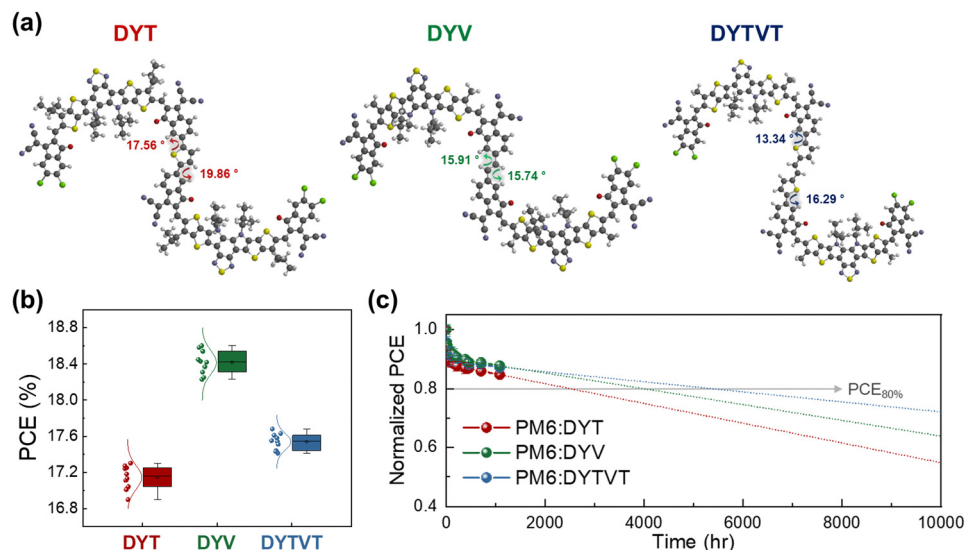 (a)
DYT
DYV
DYTVT
17.56 °
19.86 °
15.91 °
15.74 °
13.34 °
16.29 °
(b)
PCE (%)
18.8
18.4
18.0
17.6
17.2
16.8
DYT
DYV
DYTVT
(c)
Normalized PCE
1.0
0.8
0.6
0.4
PCE80%
PM6:DYT
PM6:DYV
PM6:DYTVT
0
2000
4000
6000
8000
10000
Time (hr)